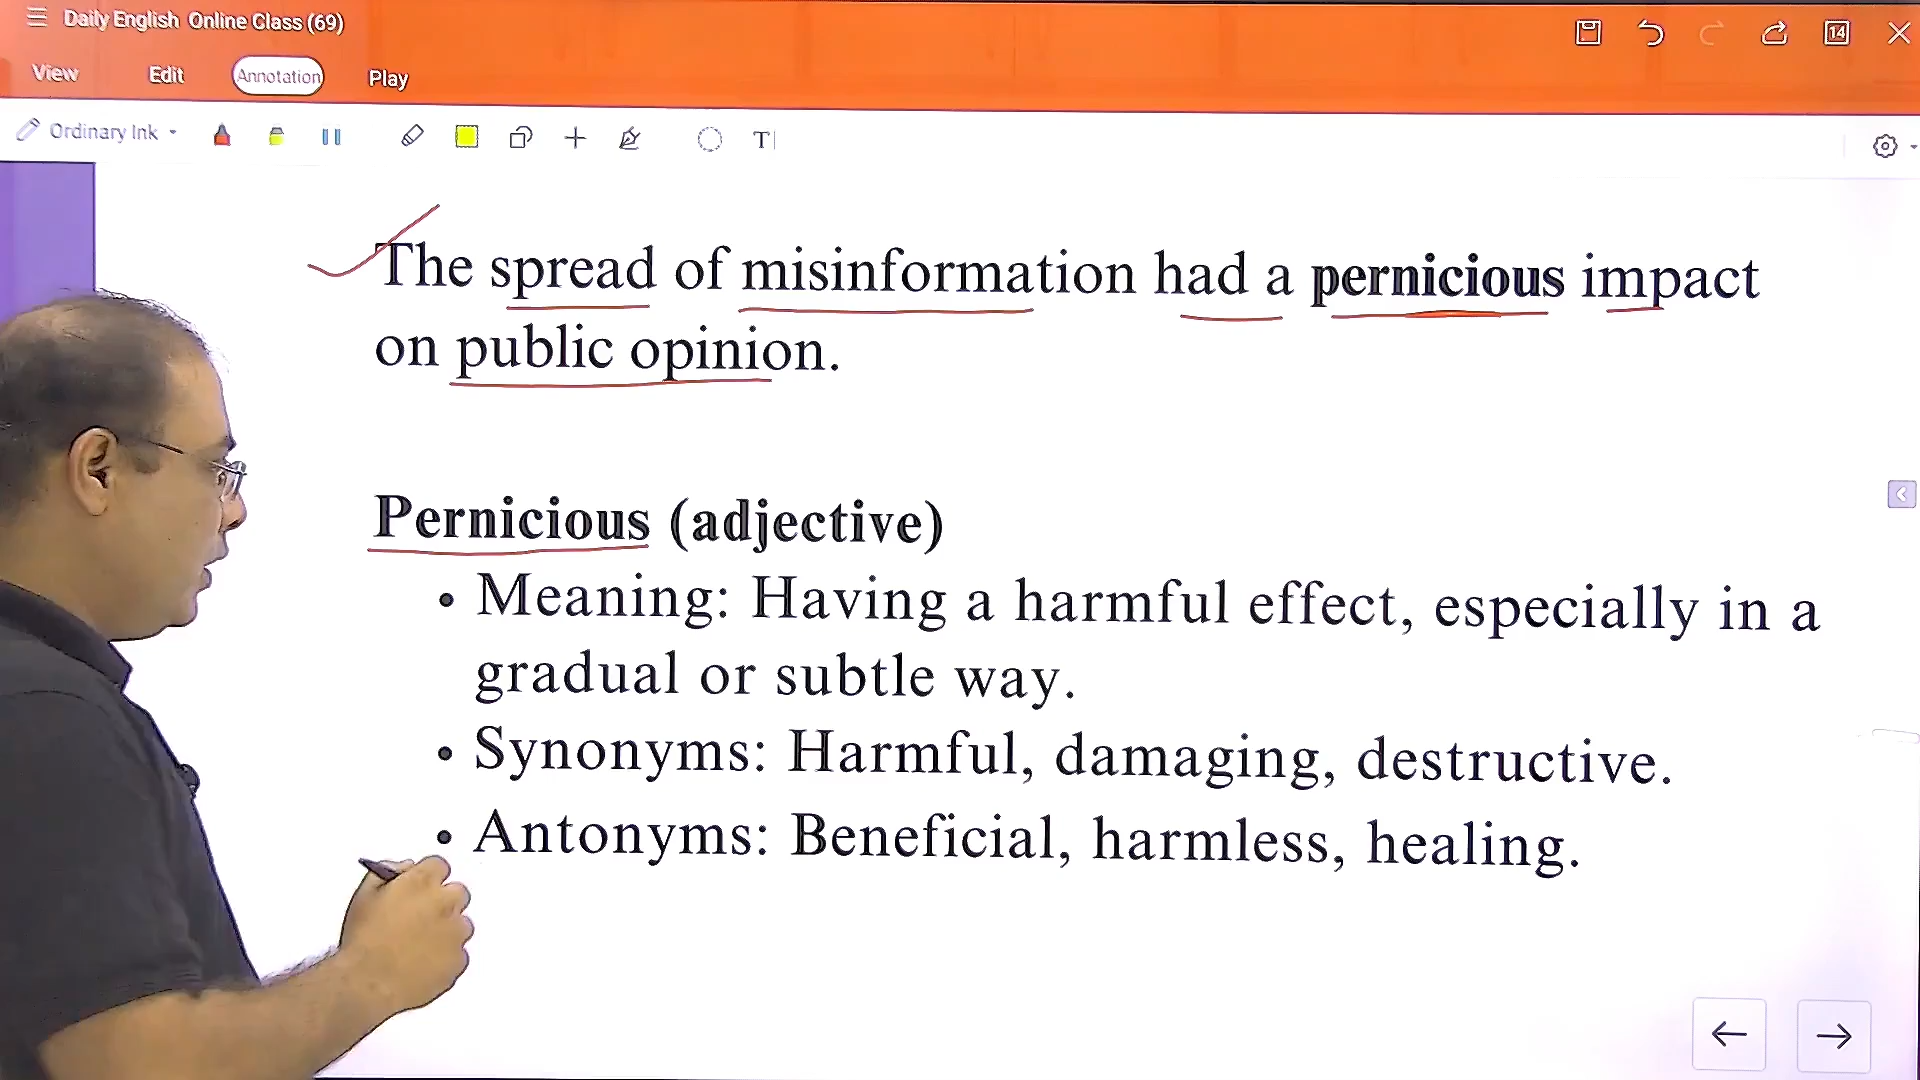 Daily English Online Class (69)
14
View Edit Annotation Play
Ordinary Ink
T
The spread of misinformation had a pernicious impact
on public opinion.
Pernicious (adjective)
• Meaning: Having a harmful effect, especially in a
gradual or subtle way.
• Synonyms: Harmful, damaging, destructive.
• Antonyms: Beneficial, harmless, healing.